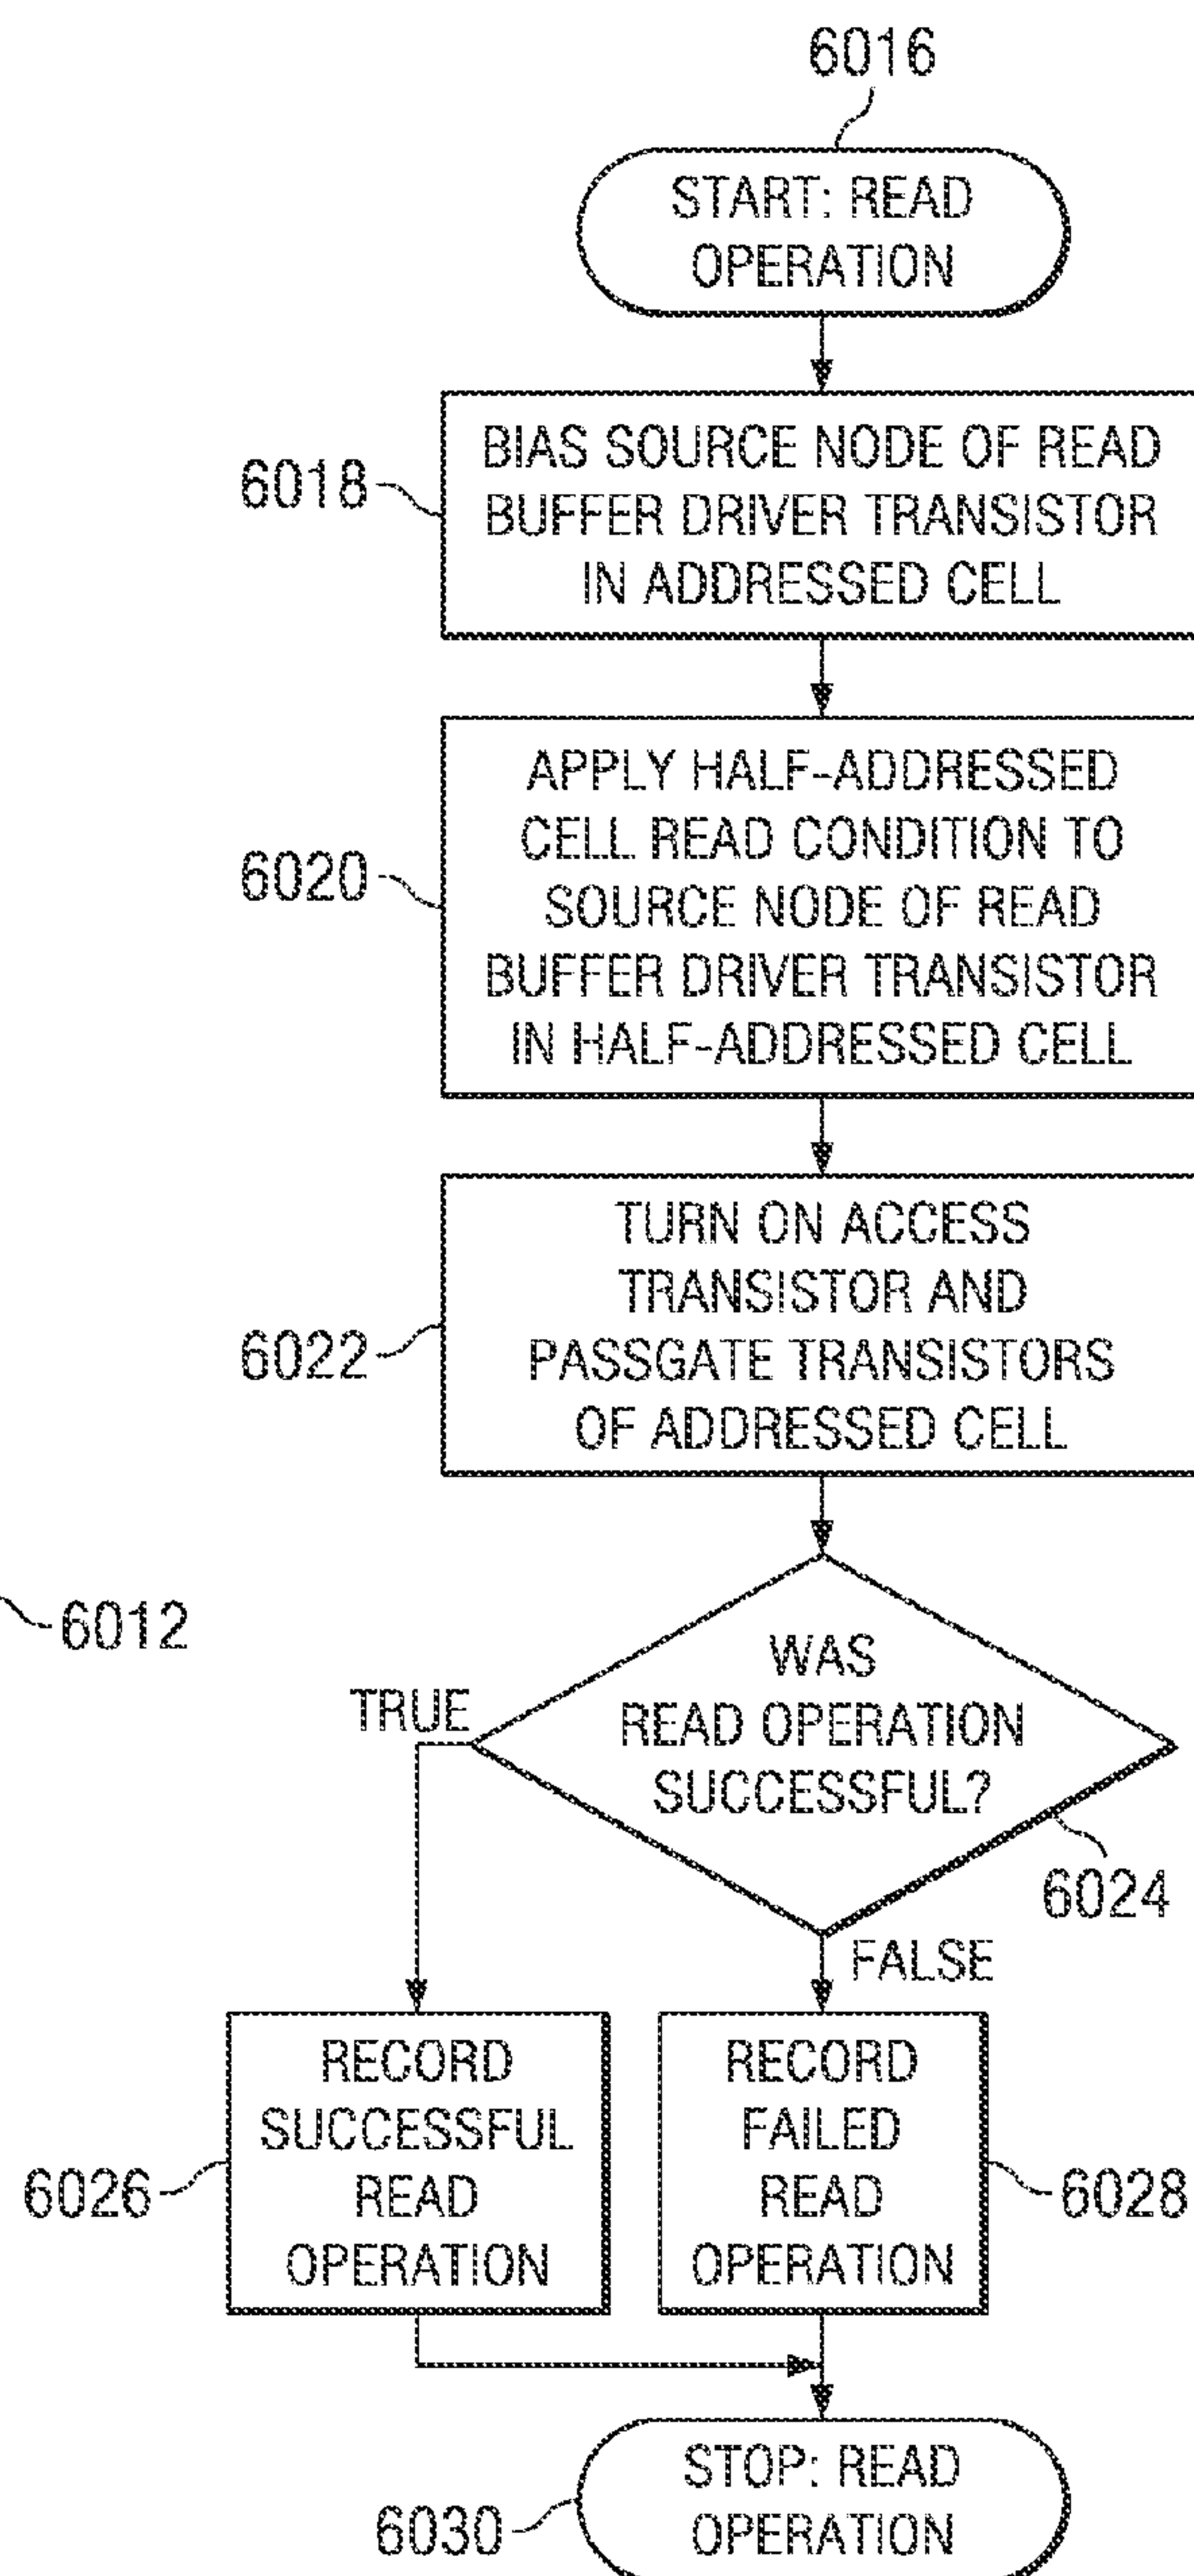 6016
START: READ
OPERATION
6018
BIAS SOURCE NODE OF READ
BUFFER DRIVER TRANSISTOR
IN ADDRESSED CELL
6020
APPLY HALF-ADDRESSED
CELL READ CONDITION TO
SOURCE NODE OF READ
BUFFER DRIVER TRANSISTOR
IN HALF-ADDRESSED CELL
6022
TURN ON ACCESS
TRANSISTOR AND
PASSGATE TRANSISTORS
OF ADDRESSED CELL
6012
WAS
READ OPERATION
SUCCESSFUL?
TRUE
6024
FALSE
RECORD
SUCCESSFUL
READ
OPERATION
6026
RECORD
FAILED
READ
OPERATION
6028
STOP: READ
OPERATION
6030